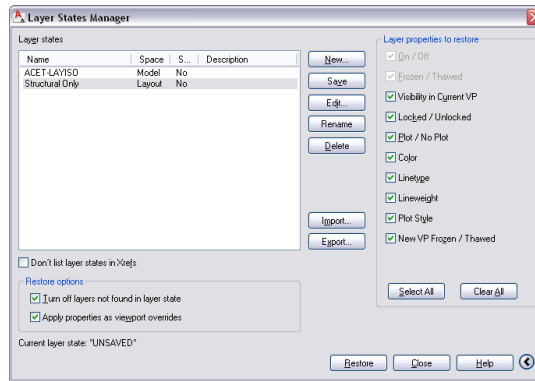 Layer States Manager
Layer states
Name Space S... Description
ACET-LAYISO Model No
Structural Only Layout No
New...
Save
Edit...
Rename
Delete
Import...
Export...
Don't list layer states in Xrefs
Restore options
Turn off layers not found in layer state
Apply properties as viewport overrides
Current layer state: "UNSAVED"
Layer properties to restore
On / Off
Frozen / Thawed
Visibility in Current VP
Locked / Unlocked
Plot / No Plot
Color
Linetype
Lineweight
Plot Style
New VP Frozen / Thawed
Select All Clear All
Restore Close Help